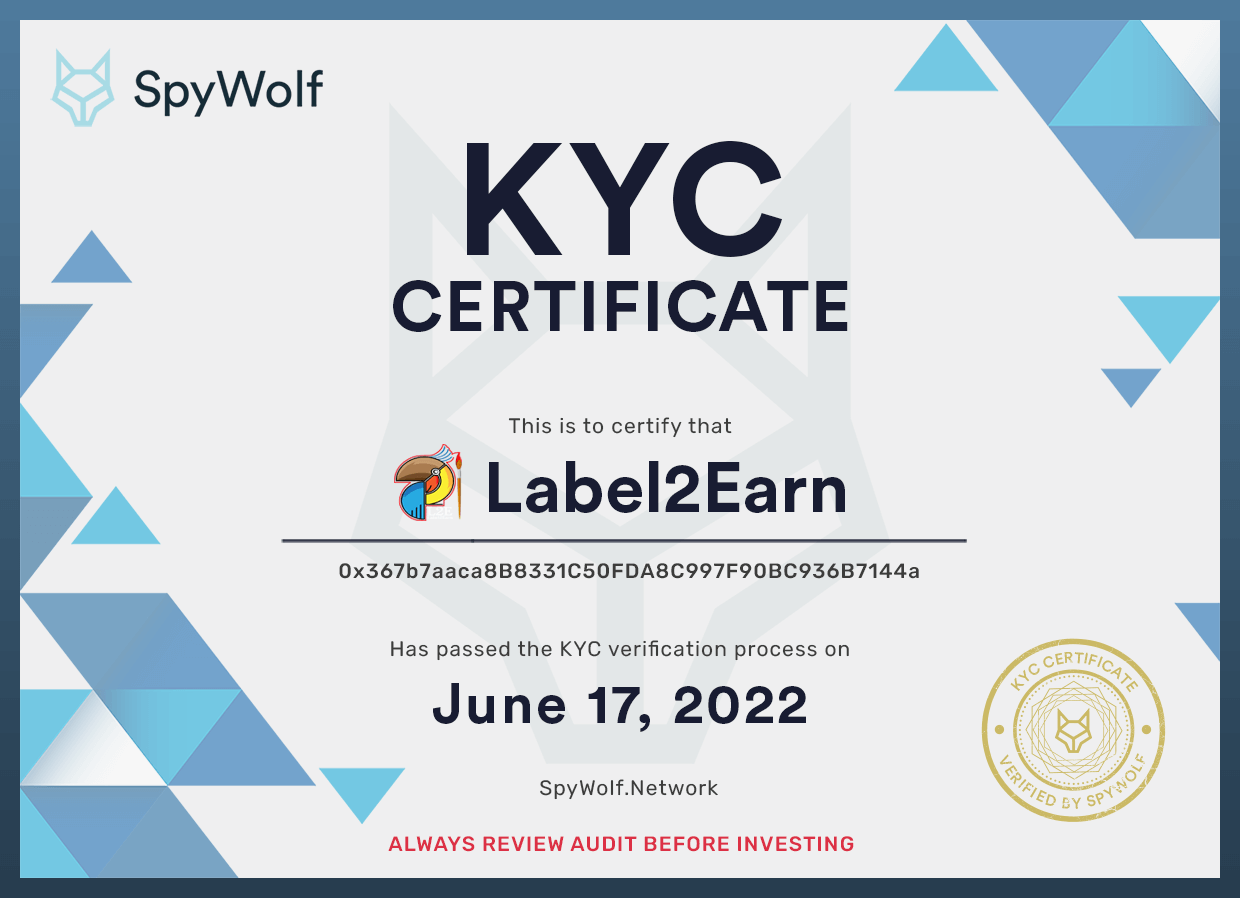 SpyWolf
KYC
CERTIFICATE
This is to certify that
Label2Earn
0x367b7aaca8B8331C50FDA8C997F90BC936B7144a
Has passed the KYC verification process on
June 17, 2022
KYC CERTIFICATE
VERIFIED BY SPYWOLF
SpyWolf.Network
ALWAYS REVIEW AUDIT BEFORE INVESTING